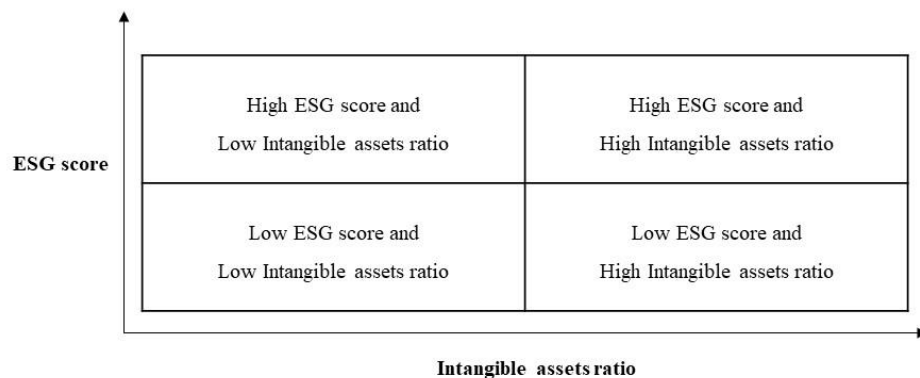 High ESG score and
Low Intangible assets ratio
High ESG score and
High Intangible assets ratio
ESG score
Low ESG score and
Low Intangible assets ratio
Low ESG score and
High Intangible assets ratio
Intangible assets ratio